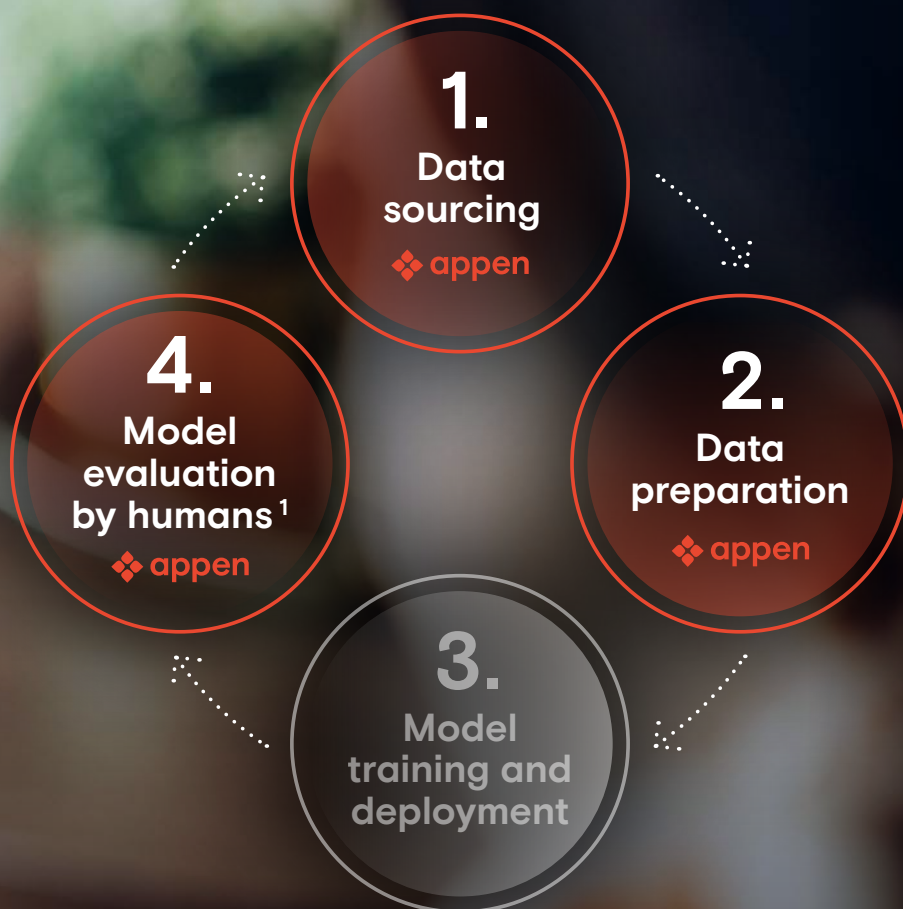 1.
Data
sourcing
appen
2.
Data
preparation
appen
3.
Model
training and
deployment
4.
Model
evaluation
by humans ¹
appen